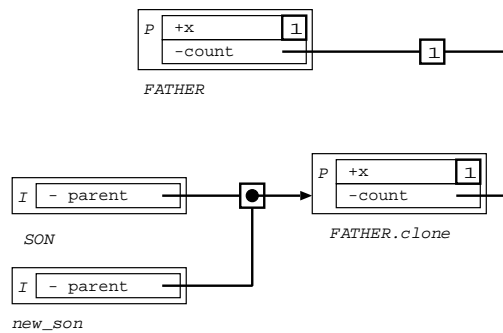 P +x 1
-count 1
FATHER
P +x 1
I - parent -count
SON FATHER.clone
I - parent
new_son